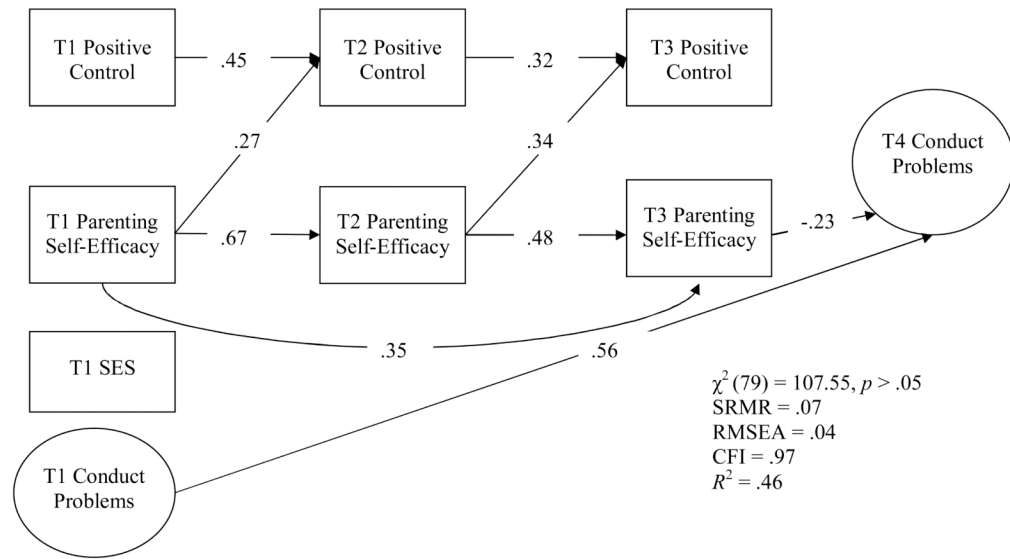 T1 Positive
Control
.45
T2 Positive
Control
.32
T3 Positive
Control
.27
.34
T4 Conduct
Problems
T1 Parenting
Self-Efficacy
.67
T2 Parenting
Self-Efficacy
.48
T3 Parenting
Self-Efficacy
-.23
.35
.56
T1 SES
T1 Conduct
Problems
χ² (79) = 107.55, p > .05
SRMR = .07
RMSEA = .04
CFI = .97
R² = .46